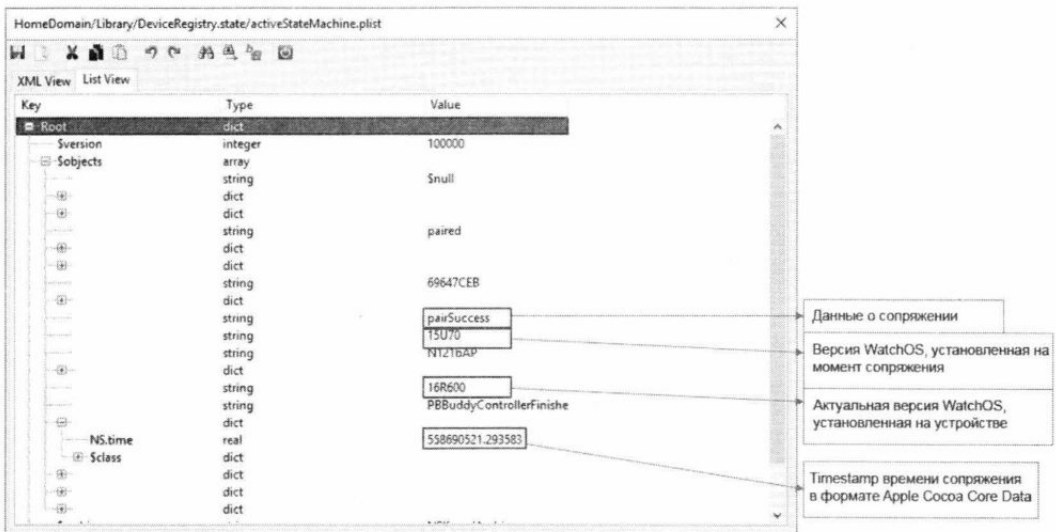 HomeDomain/Library/DeviceRegistry.state/activeStateMachine.plist
XML View List View
Key Type Value
Root dict
$version integer 100000
$objects array
string $null
dict
dict
string paired
dict
dict
string 69647CEB
dict
string pairSuccess
string 15U70
string N121bAP
dict
string 16R600
string PBBuddyControllerFinishe
dict
NS.time real 558690521.293583
$class dict
dict
dict
dict
Данные о сопряжении
Версия WatchOS, установленная на
момент сопряжения
Актуальная версия WatchOS,
установленная на устройстве
Timestamp времени сопряжения
в формате Apple Cocoa Core Data